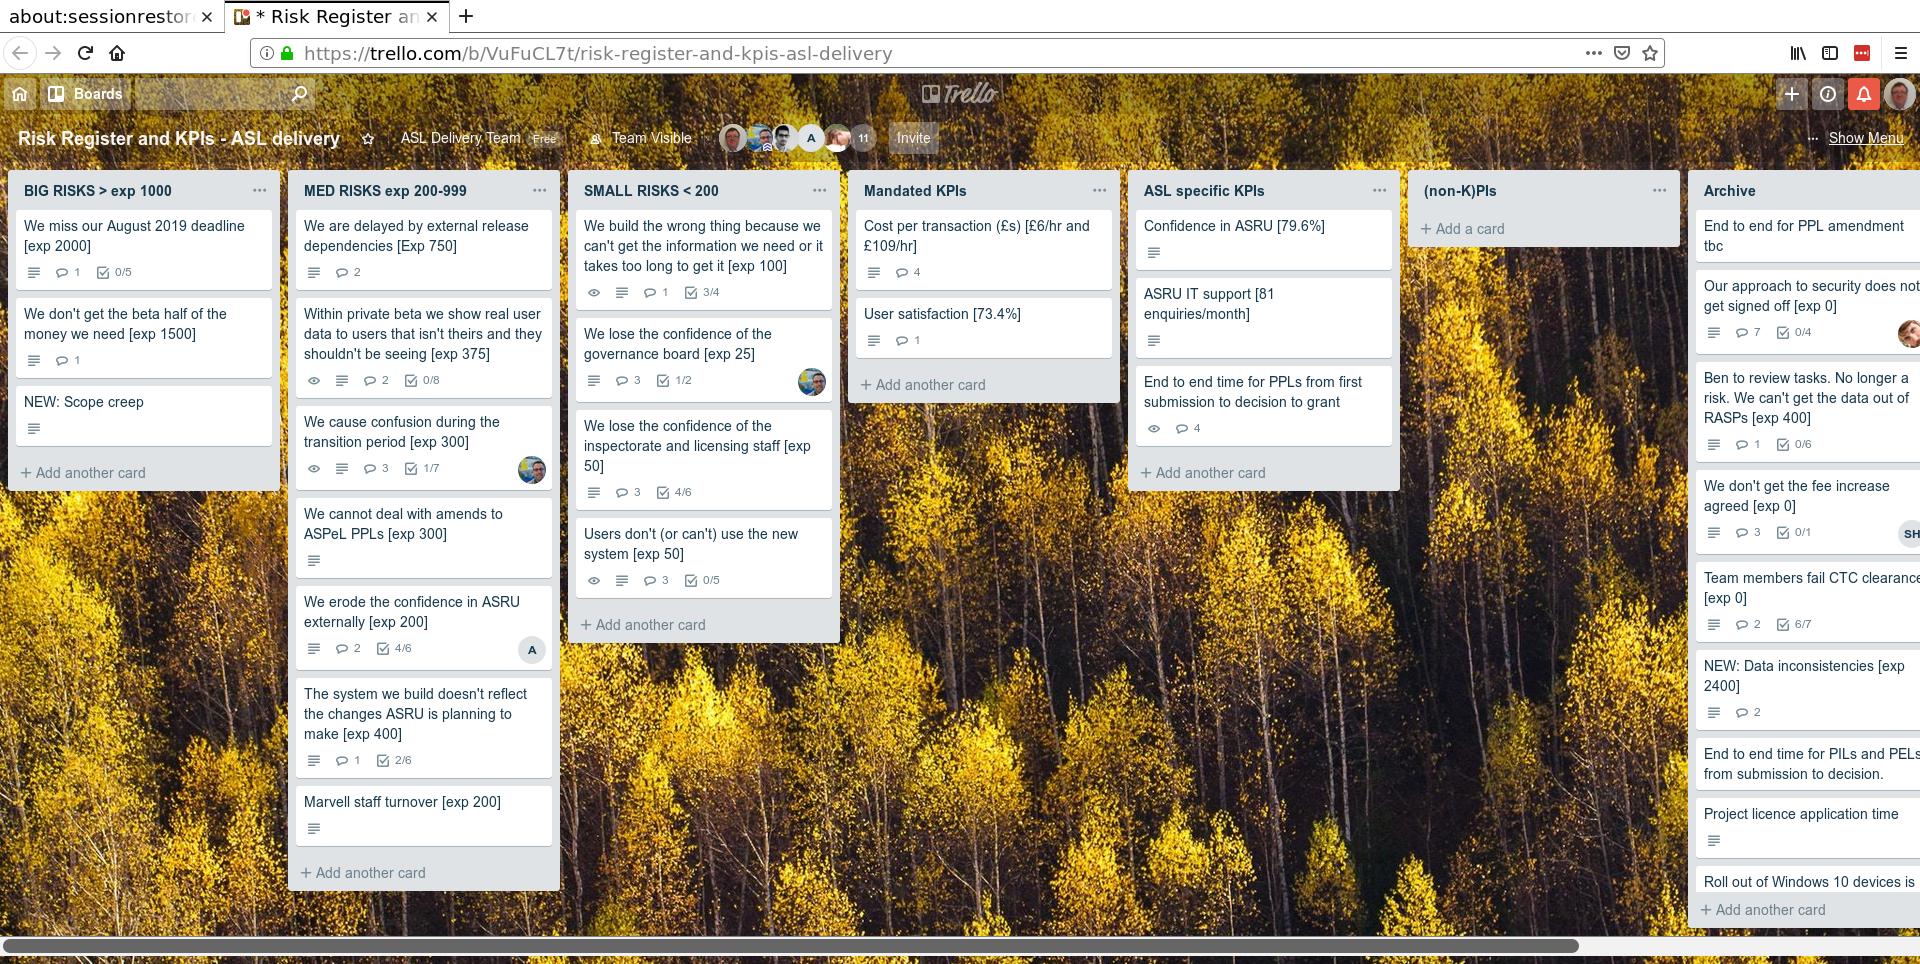 about:sessionrestor
* Risk Register an
https://trello.com/b/VuFuCL7t/risk-register-and-kpis-asl-delivery
Boards
Trello
Risk Register and KPIs - ASL delivery
ASL Delivery Team Free
Team Visible
A
11
Invite
... Show Menu
BIG RISKS > exp 1000
We miss our August 2019 deadline
[exp 2000]
1 0/5
We don't get the beta half of the
money we need [exp 1500]
1
NEW: Scope creep
+ Add another card
MED RISKS exp 200-999
We are delayed by external release
dependencies [Exp 750]
2
Within private beta we show real user
data to users that isn't theirs and they
shouldn't be seeing [exp 375]
2 0/8
We cause confusion during the
transition period [exp 300]
3 1/7
We cannot deal with amends to
ASPeL PPLs [exp 300]
We erode the confidence in ASRU
externally [exp 200]
2 4/6 A
The system we build doesn't reflect
the changes ASRU is planning to
make [exp 400]
1 2/6
Marvell staff turnover [exp 200]
+ Add another card
SMALL RISKS < 200
We build the wrong thing because we
can't get the information we need or it
takes too long to get it [exp 100]
1 3/4
We lose the confidence of the
governance board [exp 25]
3 1/2
We lose the confidence of the
inspectorate and licensing staff [exp
50]
3 4/6
Users don't (or can't) use the new
system [exp 50]
3 0/5
+ Add another card
Mandated KPIs
Cost per transaction (£s) [£6/hr and
£109/hr]
4
User satisfaction [73.4%]
1
+ Add another card
ASL specific KPIs
Confidence in ASRU [79.6%]
ASRU IT support [81
enquiries/month]
End to end time for PPLs from first
submission to decision to grant
4
+ Add another card
(non-K)PIs
+ Add a card
Archive
End to end for PPL amendment
tbc
Our approach to security does not
get signed off [exp 0]
7 0/4
Ben to review tasks. No longer a
risk. We can't get the data out of
RASPs [exp 400]
1 0/6
We don't get the fee increase
agreed [exp 0]
3 0/1 SH
Team members fail CTC clearance
[exp 0]
2 6/7
NEW: Data inconsistencies [exp
2400]
2
End to end time for PILs and PELs
from submission to decision.
Project licence application time
Roll out of Windows 10 devices is
+ Add another card